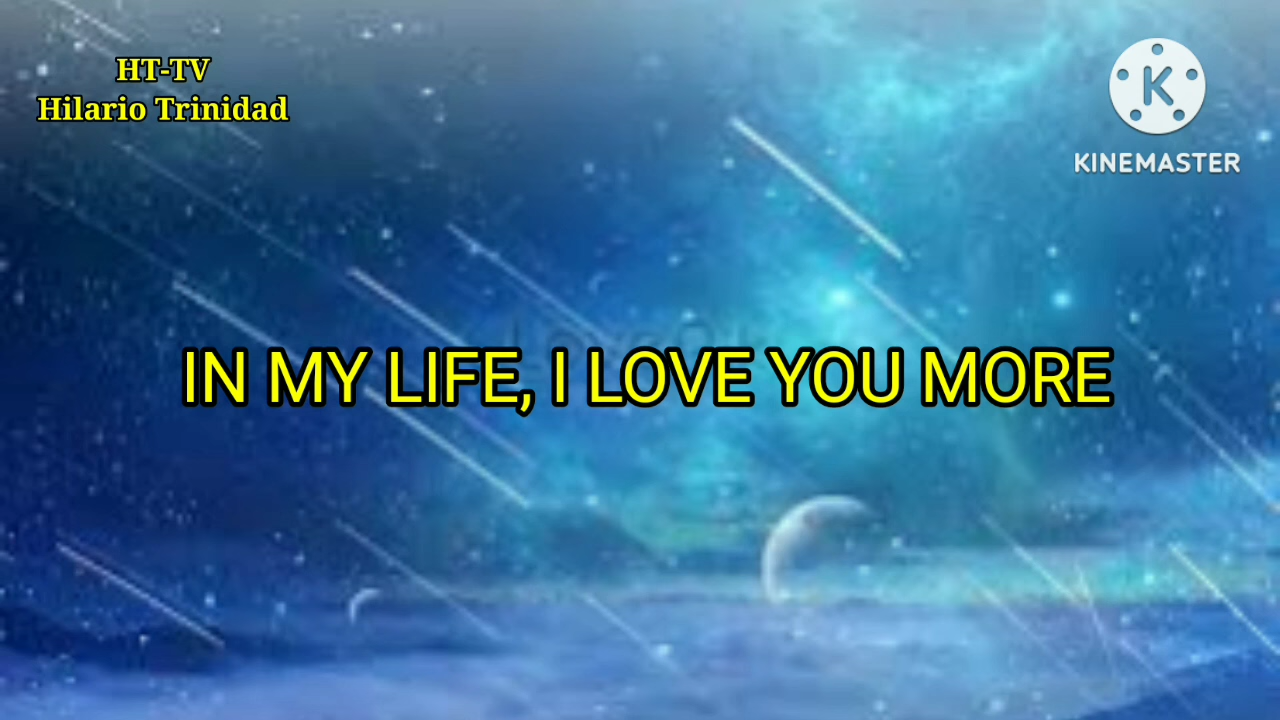 HT-TV
Hilario Trinidad
K
KINEMASTER
IN MY LIFE, I LOVE YOU MORE